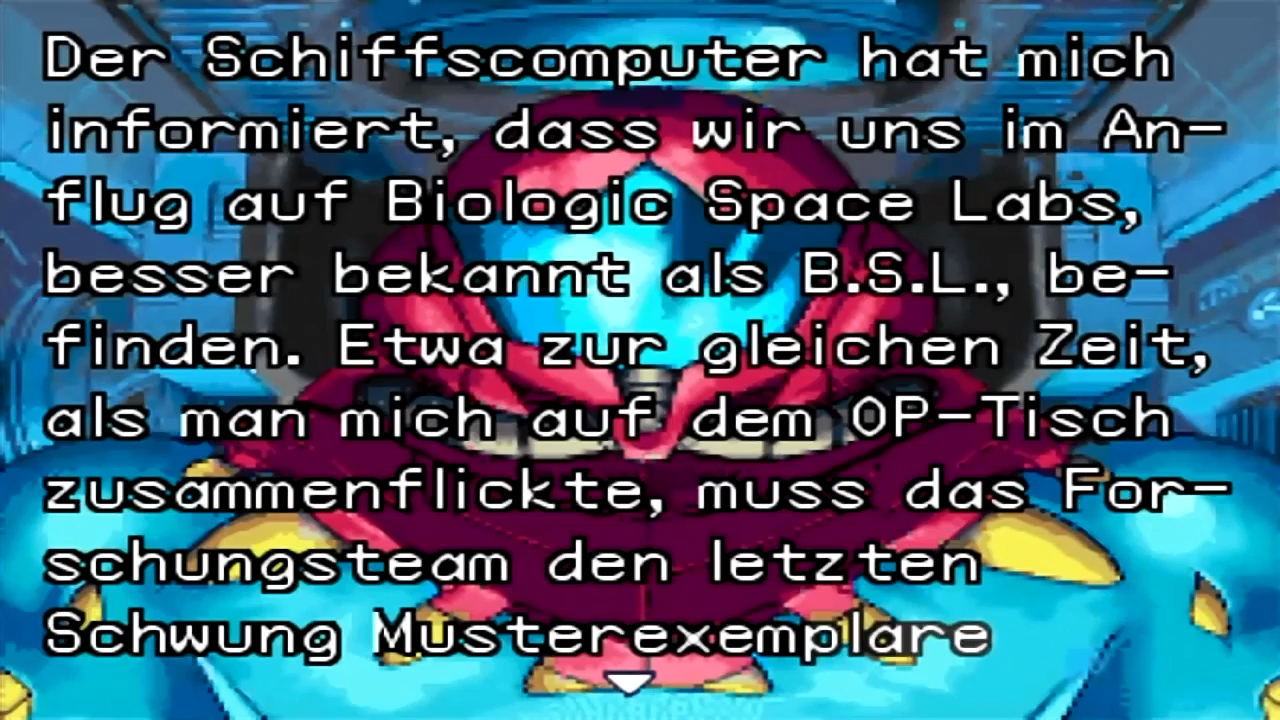 Der Schiffscomputer hat mich
informiert, dass wir uns im An-
flug auf Biologic Space Labs,
besser bekannt als B.S.L., be-
finden. Etwa zur gleichen Zeit,
als man mich auf dem OP-Tisch
zusammenflickte, muss das For-
schungsteam den letzten
Schwung Musterexemplare